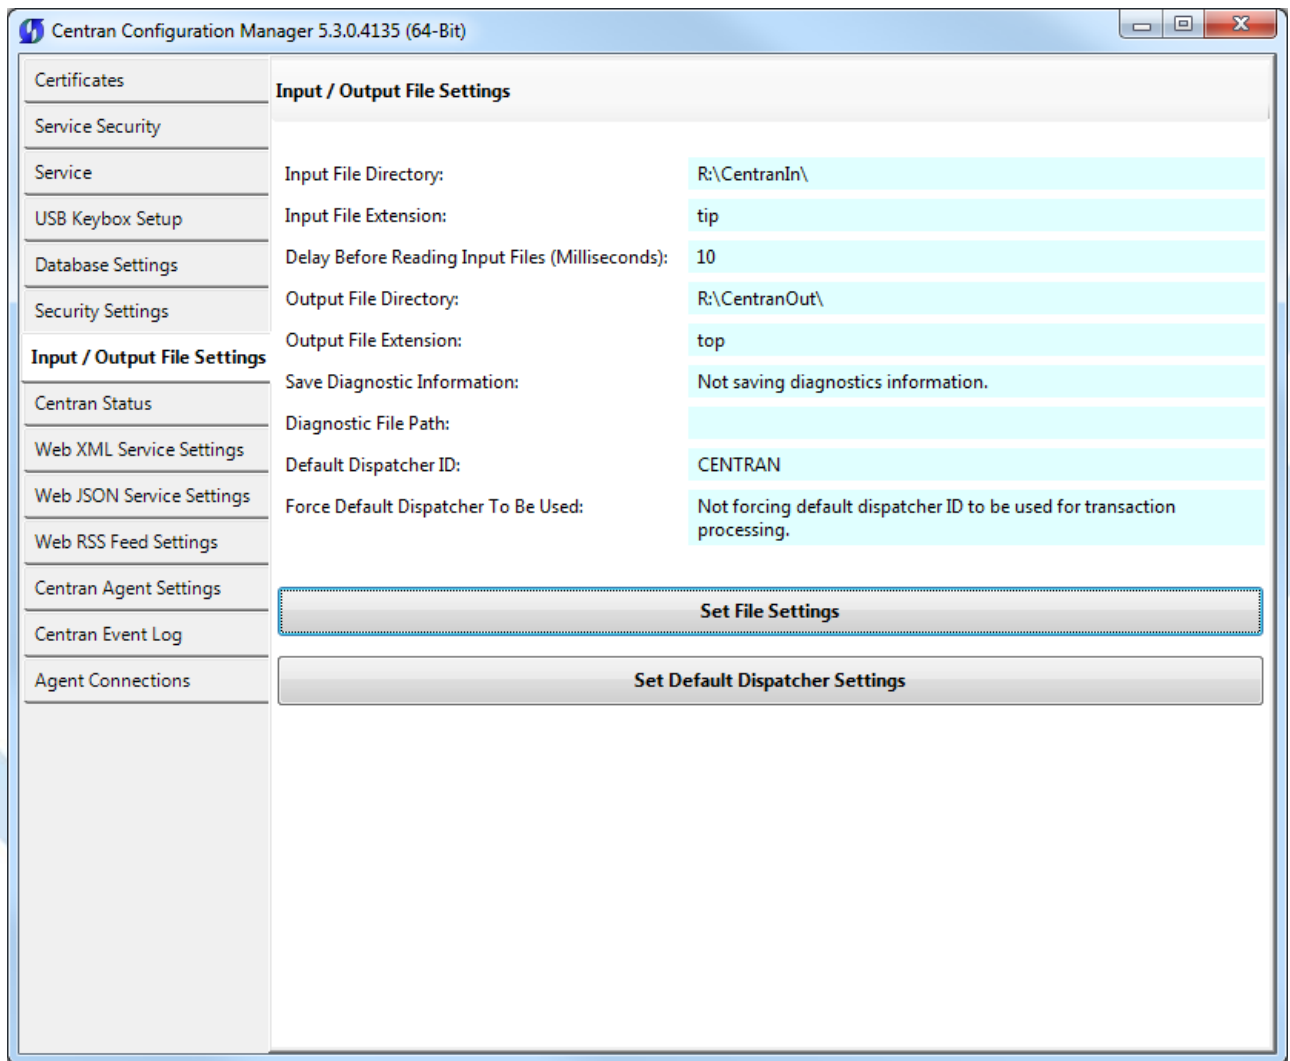 Centran Configuration Manager 5.3.0.4135 (64-Bit)
Certificates
Service Security
Service
USB Keybox Setup
Database Settings
Security Settings
Input / Output File Settings
Centran Status
Web XML Service Settings
Web JSON Service Settings
Web RSS Feed Settings
Centran Agent Settings
Centran Event Log
Agent Connections
Input / Output File Settings
Input File Directory: R:\CentranIn\
Input File Extension: tip
Delay Before Reading Input Files (Milliseconds): 10
Output File Directory: R:\CentranOut\
Output File Extension: top
Save Diagnostic Information: Not saving diagnostics information.
Diagnostic File Path:
Default Dispatcher ID: CENTRAN
Force Default Dispatcher To Be Used: Not forcing default dispatcher ID to be used for transaction
processing.
Set File Settings
Set Default Dispatcher Settings